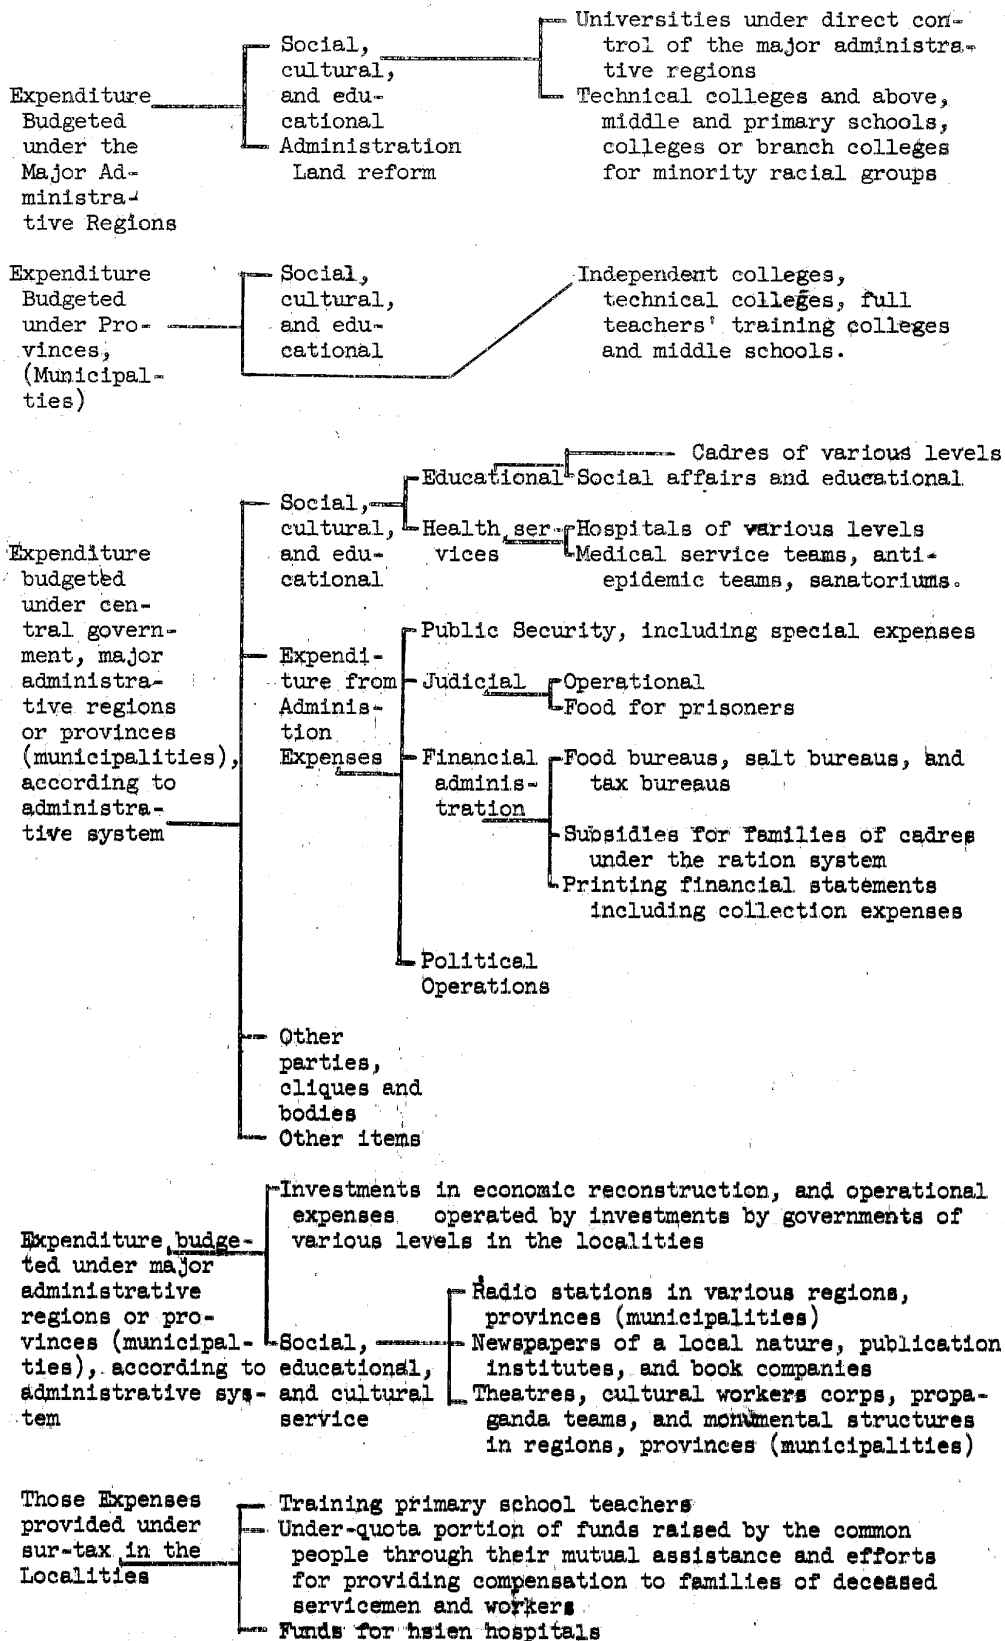 Expenditure
Budgeted
under the
Major Ad-
ministra-
tive Regions
Social,
cultural,
and edu-
cational
Administration
Land reform
Universities under direct con-
trol of the major administra-
tive regions
Technical colleges and above,
middle and primary schools,
colleges or branch colleges
for minority racial groups
Expenditure
Budgeted
under Pro-
vinces,
(Municipal-
ties)
Social,
cultural,
and edu-
cational
Independent colleges,
technical colleges, full
teachers' training colleges
and middle schools.
Expenditure
budgeted
under cen-
tral govern-
ment, major
administra-
tive regions
or provinces
(municipalities),
according to
administra-
tive system
Social,
cultural,
and edu-
cational
Educational
Cadres of various levels
Social affairs and educational
Health ser-
vices
Hospitals of various levels
Medical service teams, anti-
epidemic teams, sanatoriums.
Expendi-
ture from
Adminis-
tion
Expenses
Public Security, including special expenses
Judicial
Operational
Food for prisoners
Financial
adminis-
tration
Food bureaus, salt bureaus, and
tax bureaus
Subsidies for families of cadres
under the ration system
Printing financial statements
including collection expenses
Political
Operations
Other
parties,
cliques and
bodies
Other items
Expenditure budge-
ted under major
administrative
regions or pro-
vinces (municipal-
ties), according to
administrative sys-
tem
Investments in economic reconstruction, and operational
expenses operated by investments by governments of
various levels in the localities
Social,
educational,
and cultural
service
Radio stations in various regions,
provinces (municipalities)
Newspapers of a local nature, publication
institutes, and book companies
Theatres, cultural workers corps, propa-
ganda teams, and monumental structures
in regions, provinces (municipalities)
Those Expenses
provided under
sur-tax in the
Localities
Training primary school teachers
Under-quota portion of funds raised by the common
people through their mutual assistance and efforts
for providing compensation to families of deceased
servicemen and workers
Funds for hsien hospitals